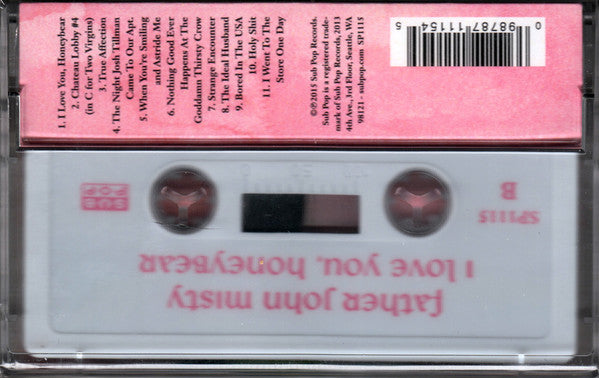 1. I Love You, Honeybear
2. Chateau Lobby #4
(in C for Two Virgins)
3. True Affection
4. The Night Josh Tillman
Came To Our Apt.
5. When You're Smiling
and Astride Me
6. Nothing Good Ever
Happens At The
Goddamn Thirsty Crow
7. Strange Encounter
8. The Ideal Husband
9. Bored In The USA
10. Holy Shit
11. I Went To The
Store One Day
℗©2015 Sub Pop Records.
Sub Pop is a registered trade-
mark of Sub Pop Records, 2013
4th Ave., 3rd Floor, Seattle, WA
98121 - subpop.com SP1115
0 98787 11154 5
father john misty
I love you, honeybear
SP1115
B
SUB
POP